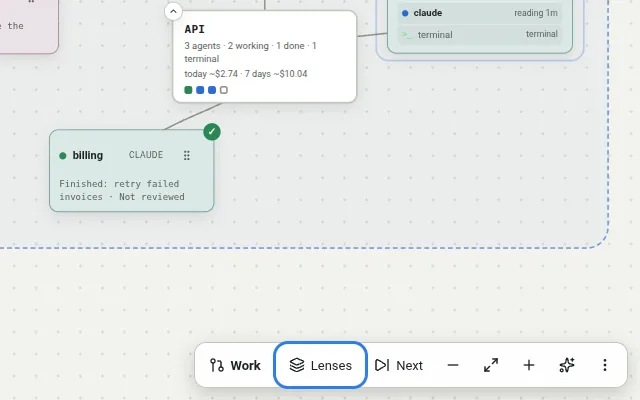 e the
API
3 agents · 2 working · 1 done · 1
terminal
today ~$2.74 · 7 days ~$10.04
claude reading 1m
>_ terminal terminal
billing CLAUDE
Finished: retry failed
invoices · Not reviewed
Work Lenses Next